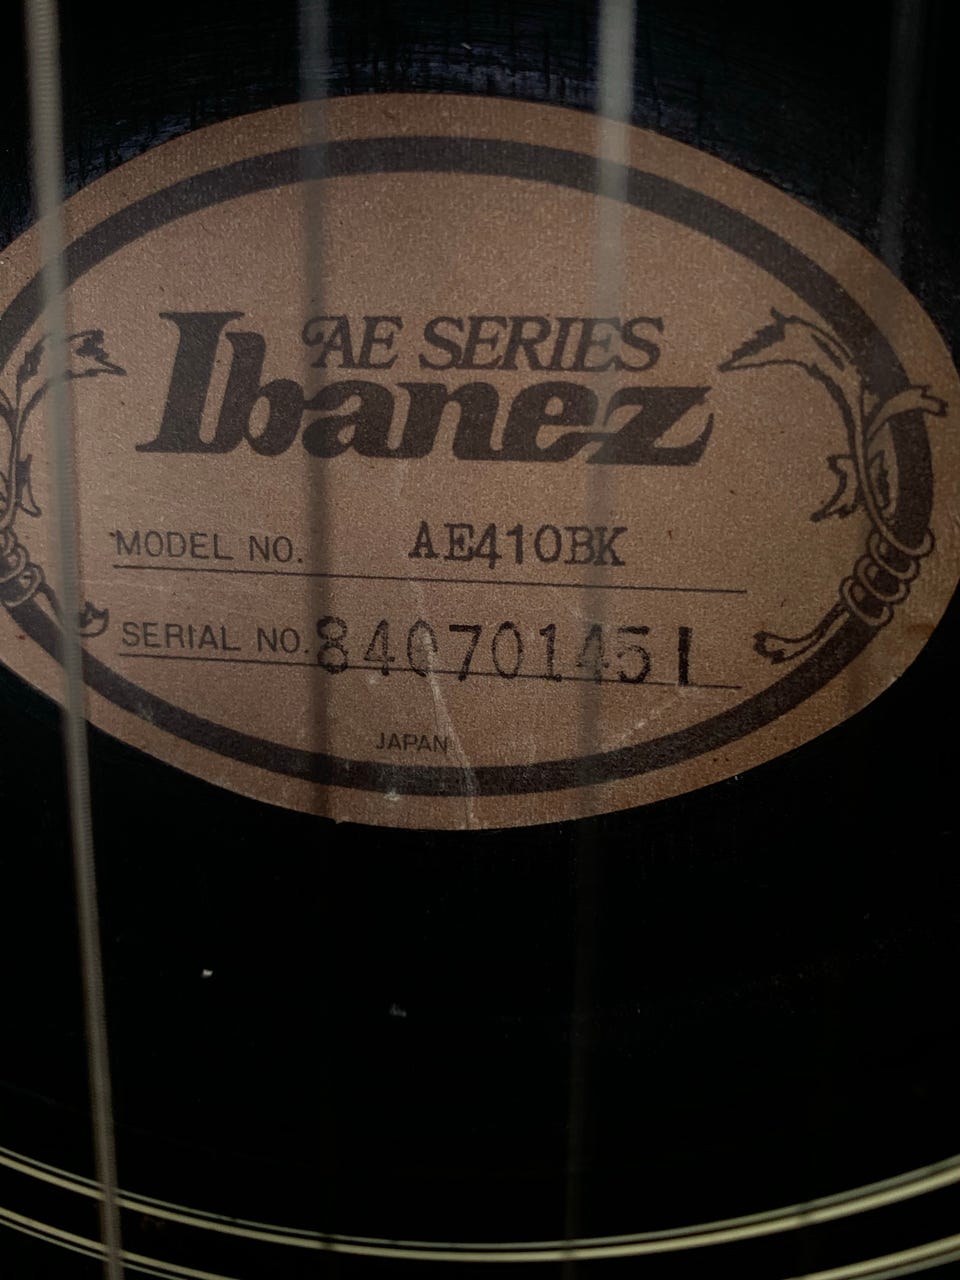 AE SERIES
Ibanez
MODEL NO. AE410BK
SERIAL NO. 840701451
JAPAN